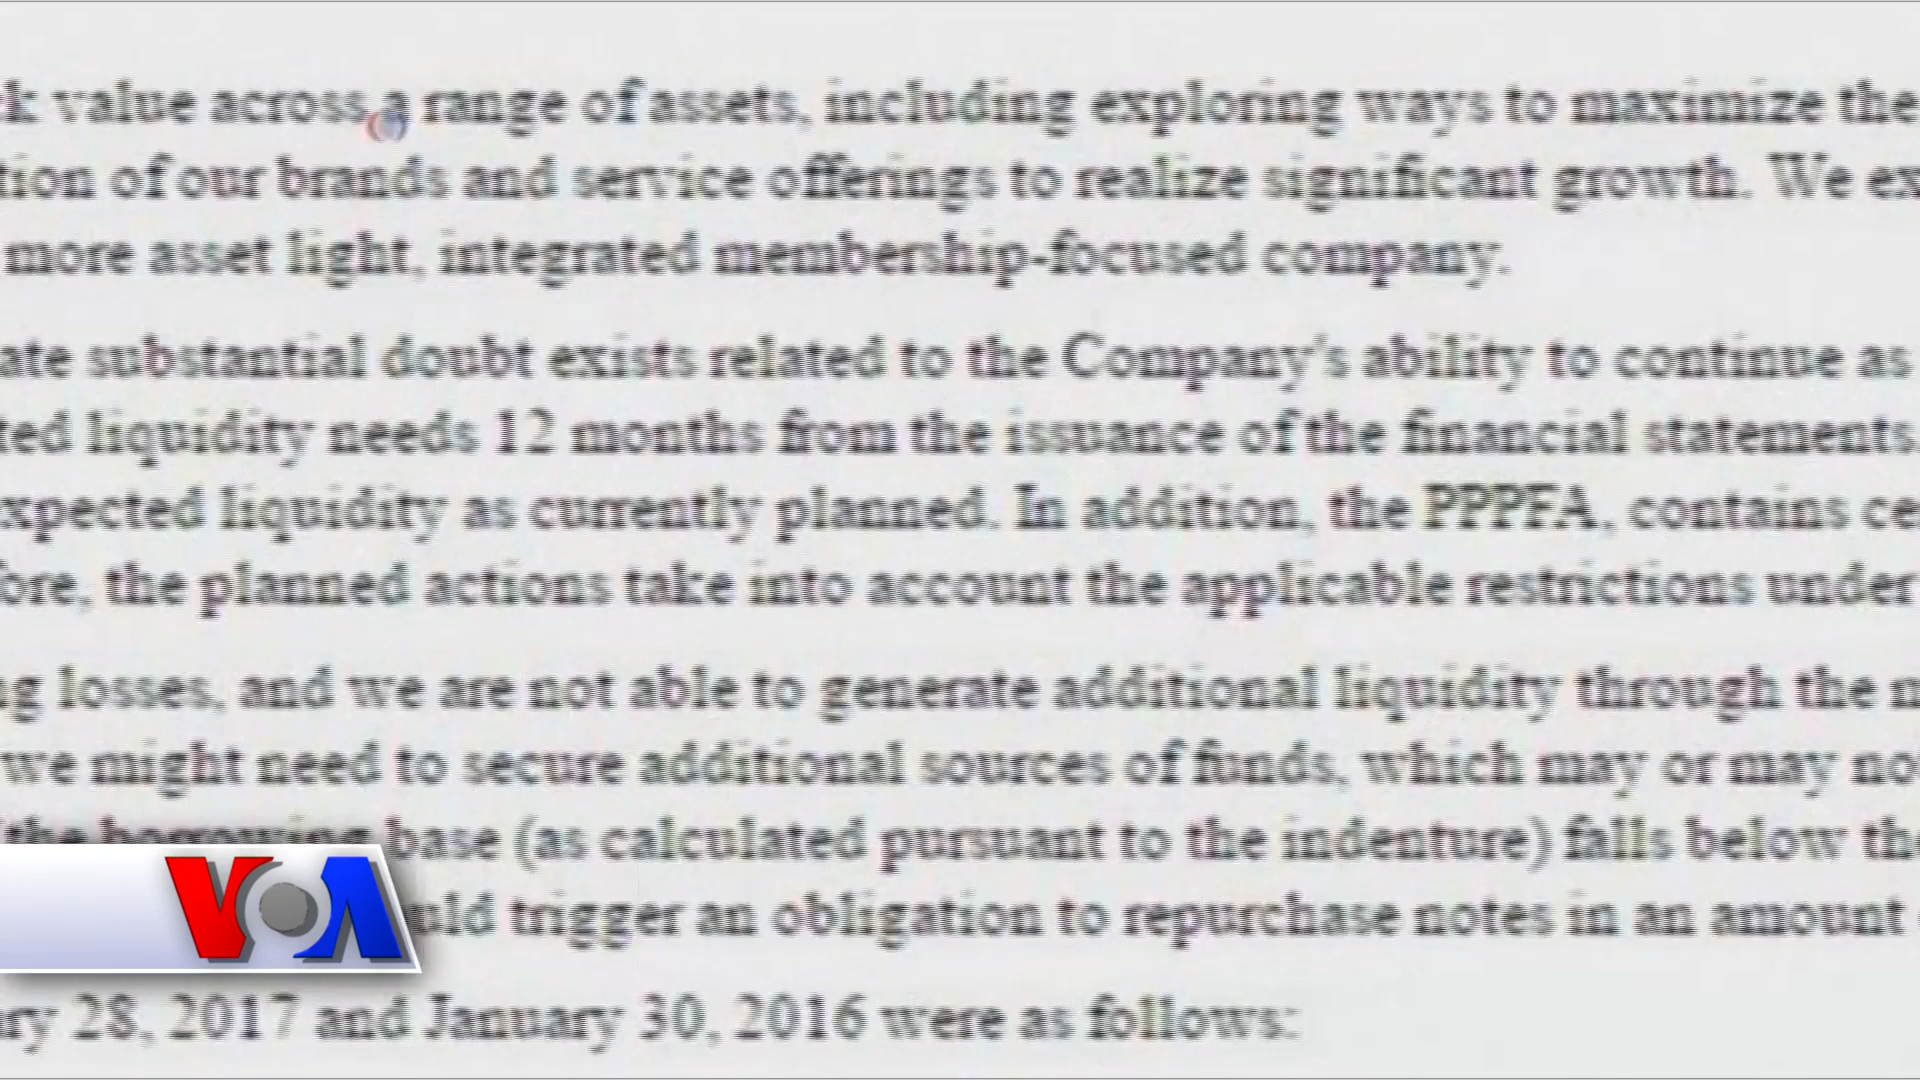 k value across a range of assets, including exploring ways to maximize the
tion of our brands and service offerings to realize significant growth. We ex
more asset light, integrated membership-focused company.
ate substantial doubt exists related to the Company's ability to continue as
ted liquidity needs 12 months from the issuance of the financial statements.
xpected liquidity as currently planned. In addition, the PPPFA, contains ce
fore, the planned actions take into account the applicable restrictions under
ng losses, and we are not able to generate additional liquidity through the m
we might need to secure additional sources of funds, which may or may no
f the borrowing base (as calculated pursuant to the indenture) falls below the
uld trigger an obligation to repurchase notes in an amount
VOA
ary 28, 2017 and January 30, 2016 were as follows: